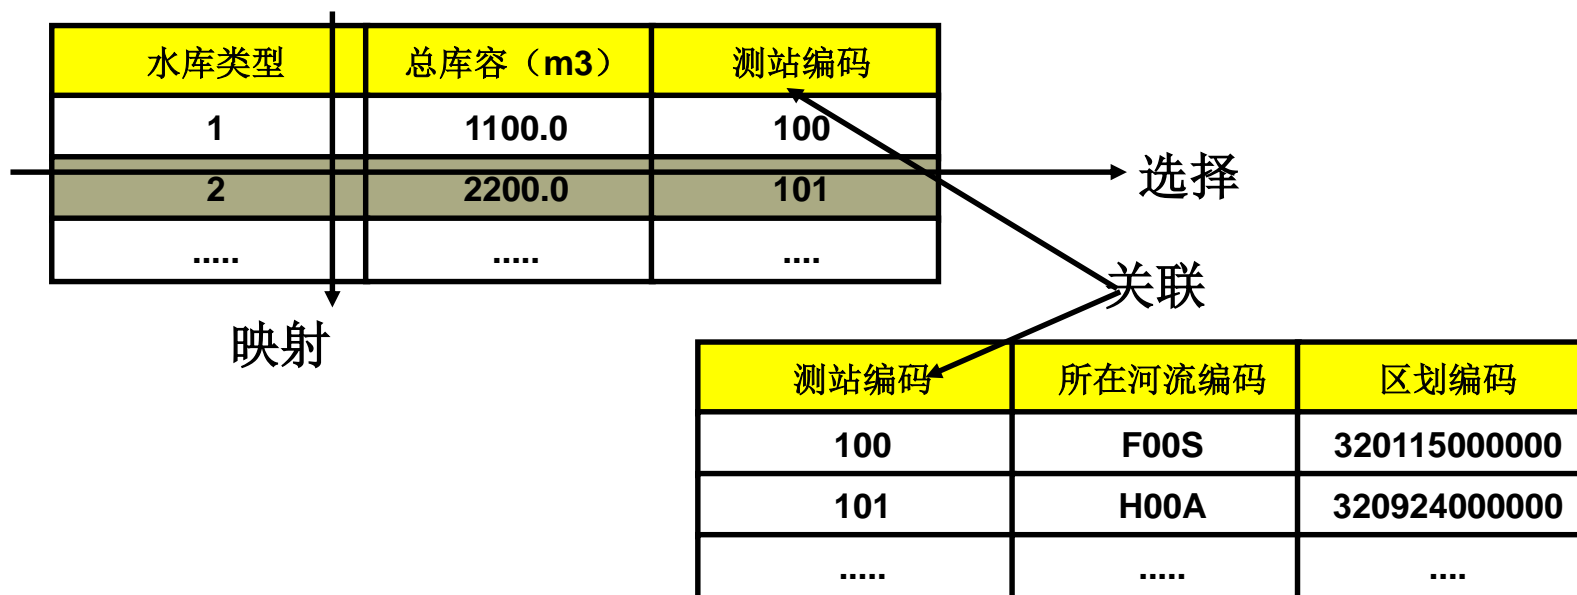 水库类型 总库容（m3） 测站编码
1 1100.0 100
2 2200.0 101
..... ..... ....
选择
关联
映射
测站编码 所在河流编码 区划编码
100 F00S 320115000000
101 H00A 320924000000
..... ..... ....